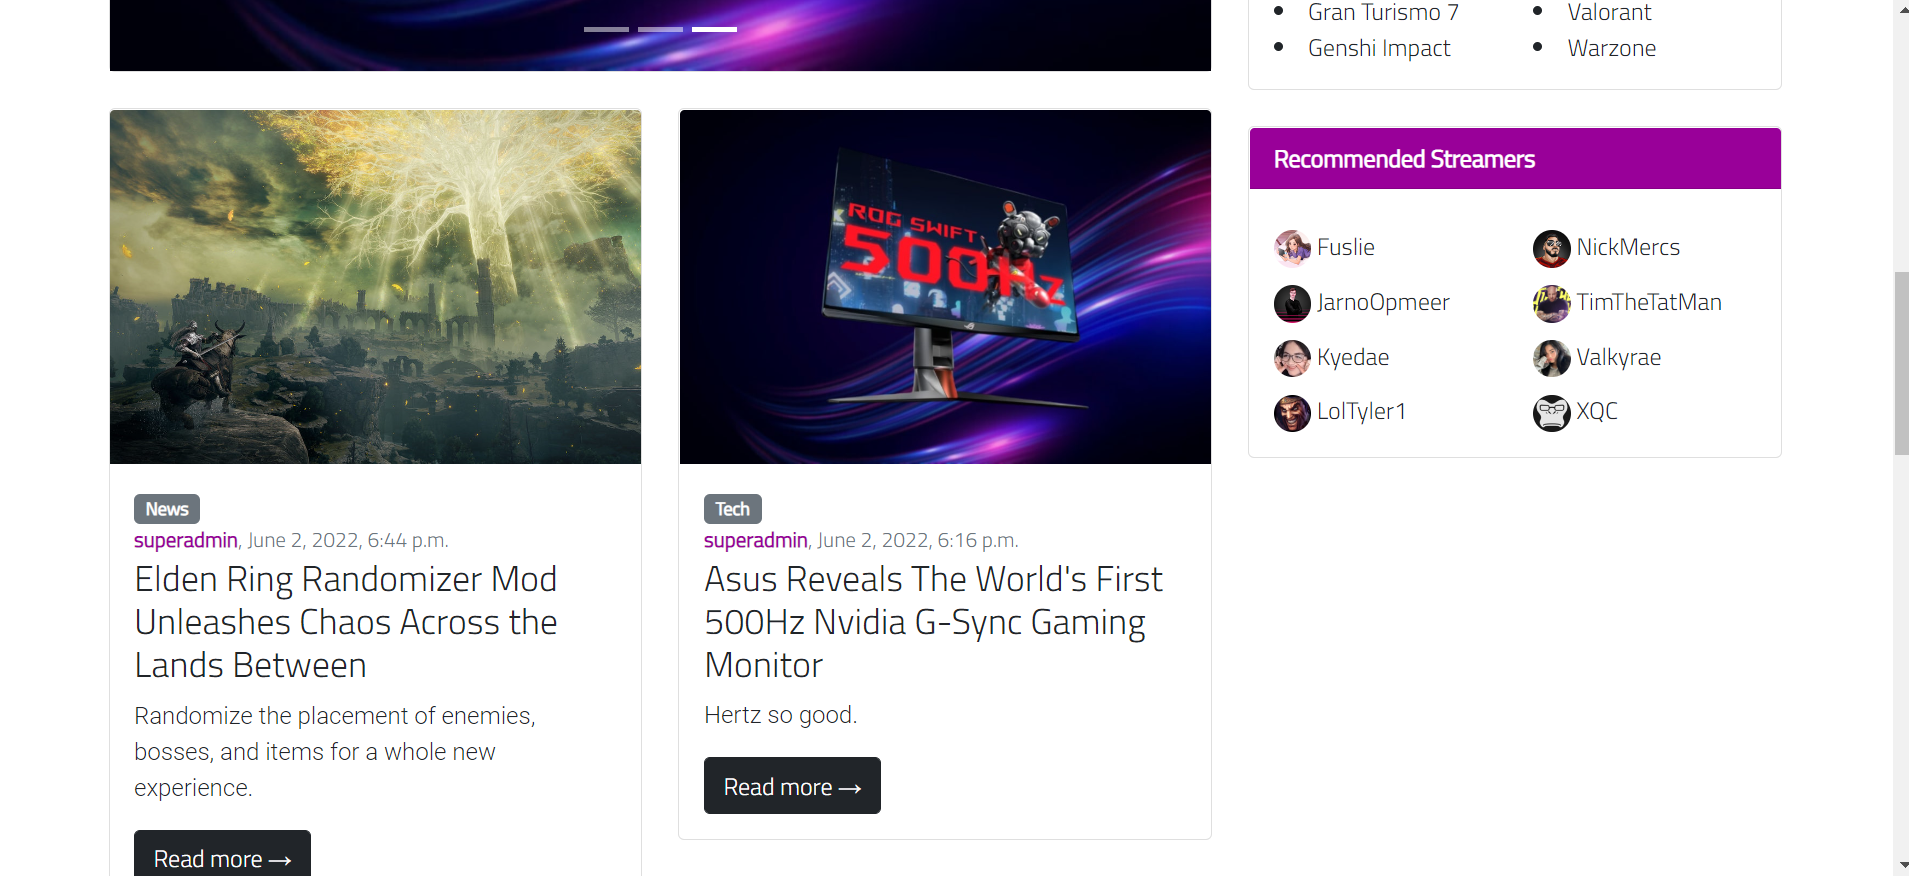 Gran Turismo 7
Valorant
Genshi Impact
Warzone
ROG SWIFT
500Hz
News
superadmin, June 2, 2022, 6:44 p.m.
Elden Ring Randomizer Mod
Unleashes Chaos Across the
Lands Between
Randomize the placement of enemies,
bosses, and items for a whole new
experience.
Read more →
Tech
superadmin, June 2, 2022, 6:16 p.m.
Asus Reveals The World's First
500Hz Nvidia G-Sync Gaming
Monitor
Hertz so good.
Read more →
Recommended Streamers
Fuslie
NickMercs
JarnoOpmeer
TimTheTatMan
Kyedae
Valkyrae
LolTyler1
XQC